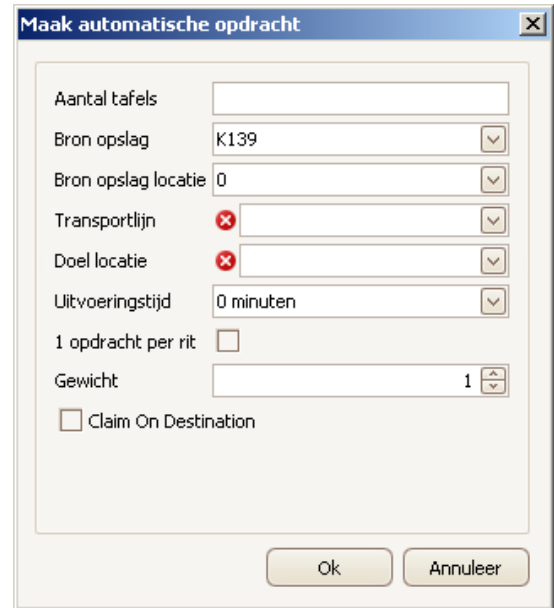 Maak automatische opdracht
Aantal tafels
Bron opslag K139
Bron opslag locatie 0
Transportlijn
Doel locatie
Uitvoeringstijd 0 minuten
1 opdracht per rit
Gewicht 1
Claim On Destination
Ok Annuleer